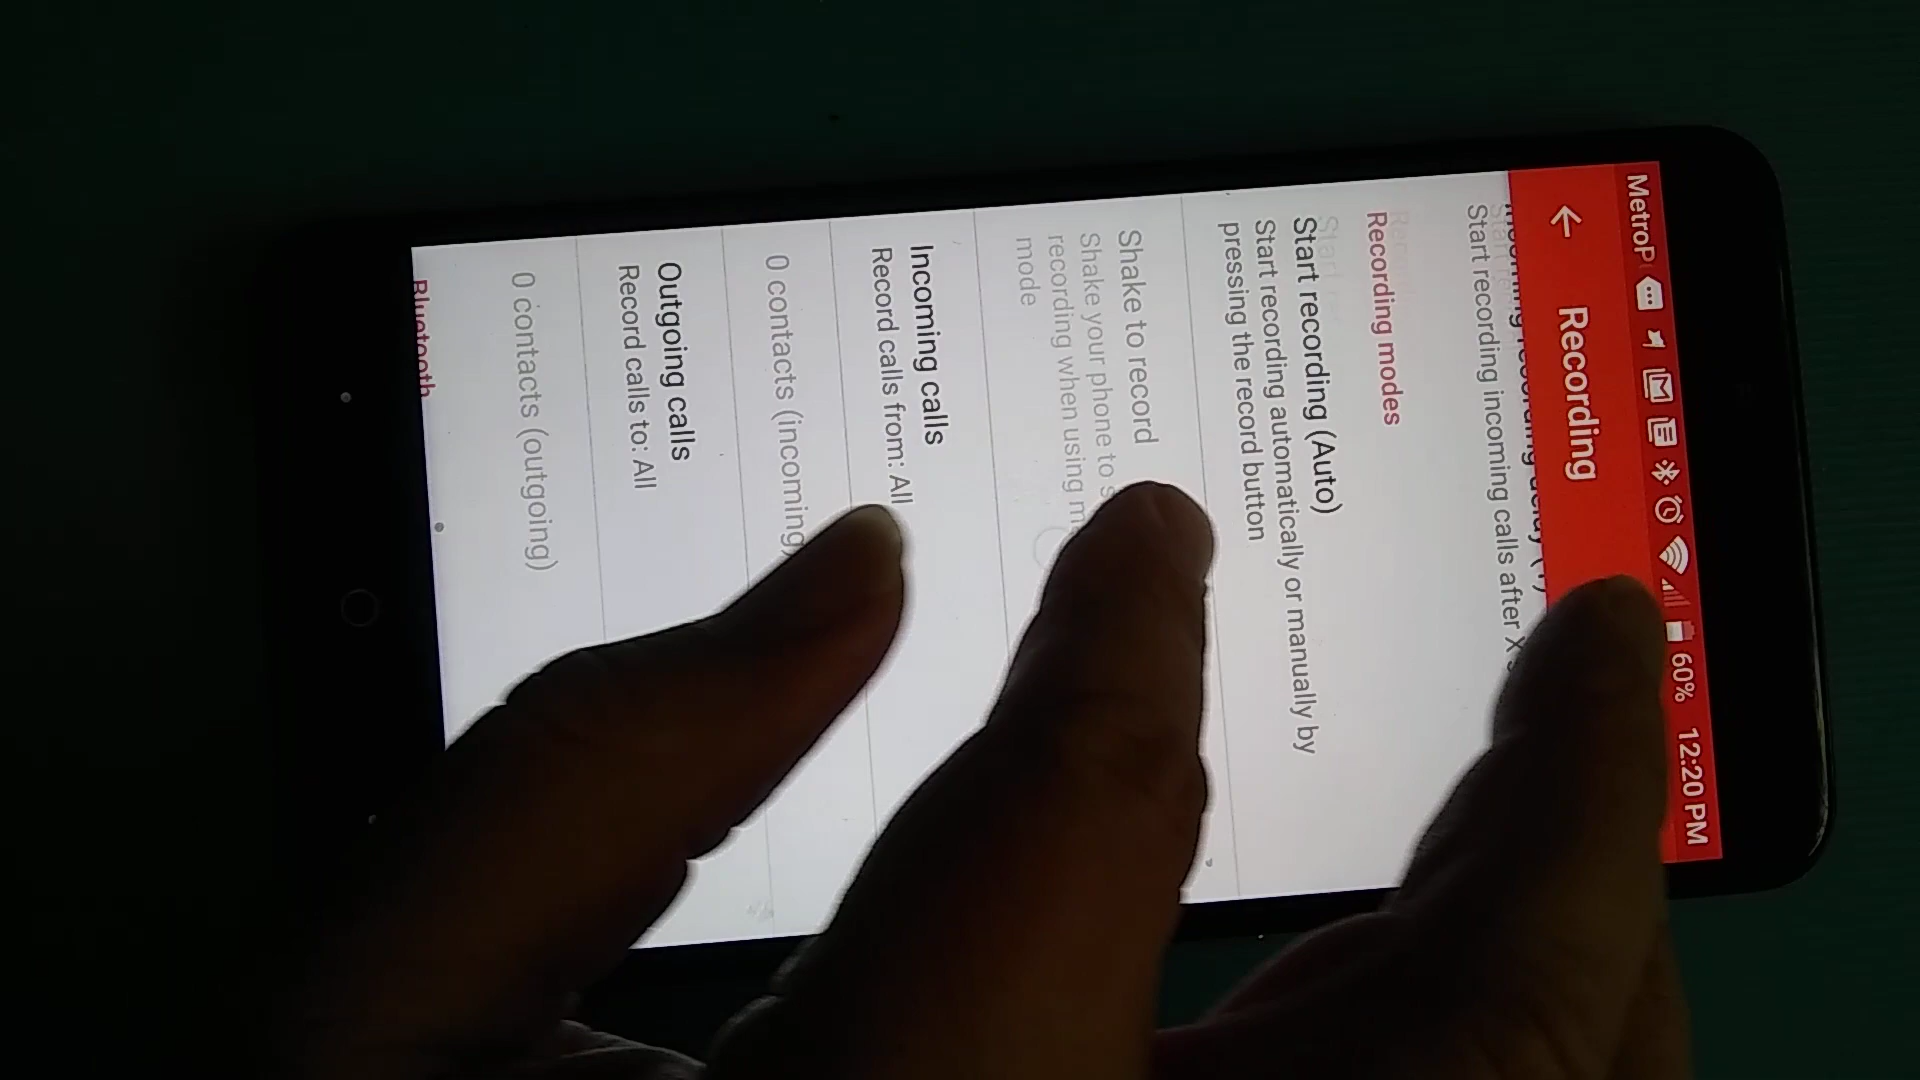 MetroP 60% 12:20 PM
Recording
Start recording incoming calls after X
Recording modes
Start recording (Auto)
Start recording automatically or manually by
pressing the record button
Shake to record
Shake your phone to
recording when using
mode
Incoming calls
Record calls from: All
0 contacts (incoming)
Outgoing calls
Record calls to: All
0 contacts (outgoing)
Bluetooth